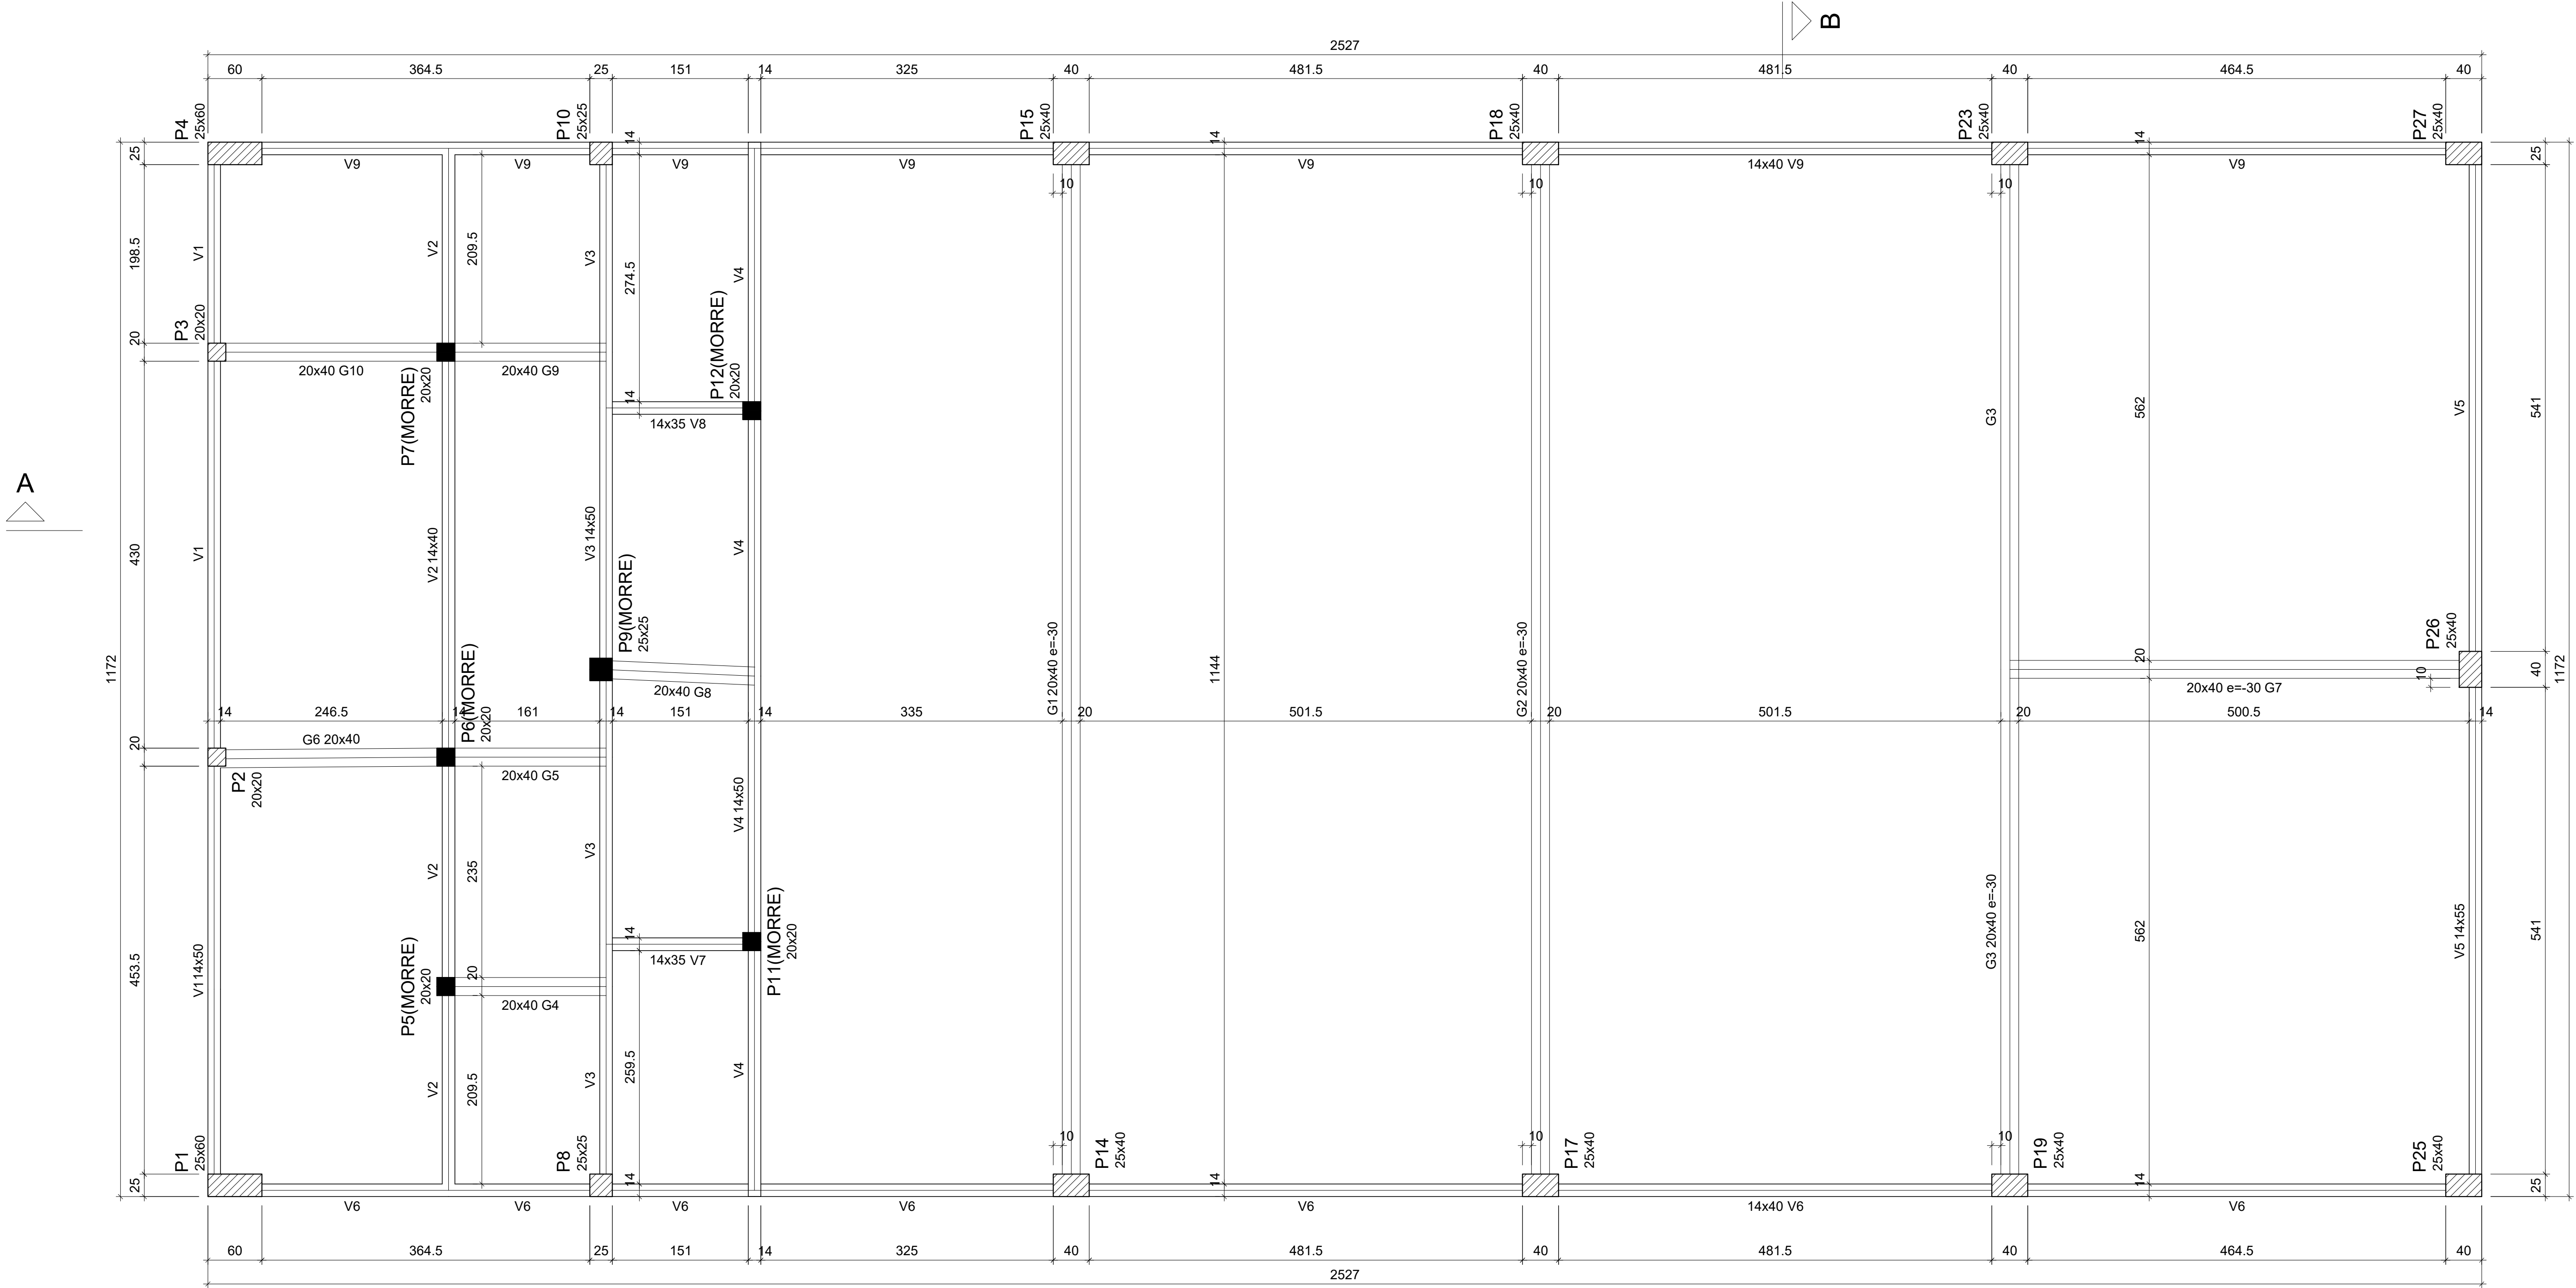 B
2527
60 364.5 25 151 14 325 40 481.5 40 481.5 40 464.5 40
P4
25x60
P10
25x25
P15
25x40
P18
25x40
P23
25x40
P27
25x40
25 14 14 14 25
V9 V9 V9 V9 V9 14x40 V9 V9
10 10 10
198.5 V1 V2 209.5 V3 274.5 V4
P3
20x20
20
20x40 G10
20x40 G9
P7(MORRE)
20x20
P12(MORRE)
20x20
14
14x35 V8
G3 562 V5 541
A
430 V1 V2 14x40 V3 14x50 V4
P9(MORRE)
25x25
20x40 G8
1172
G1 20x40 e=-30
1144
G2 20x40 e=-30
P26
25x40
20
20x40 e=-30 G7
10
40
1172
14 246.5 14 161 14 151 14 335 20 501.5 20 501.5 20 500.5 14
P6(MORRE)
20x20
20
G6 20x40
20x40 G5
P2
20x20
V4 14x50
453.5 V1 14x50 V2 235 V3
P11(MORRE)
20x20
14
14x35 V7
P5(MORRE)
20x20
20
20x40 G4
G3 20x40 e=-30
562
V5 14x55
541
V2 209.5 V3 259.5 V4
P1
25x60
P8
25x25
10
P14
25x40
10
P17
25x40
10
P19
25x40
P25
25x40
25 14 14 14 25
V6 V6 V6 V6 V6 14x40 V6 V6
60 364.5 25 151 14 325 40 481.5 40 481.5 40 464.5 40
2527